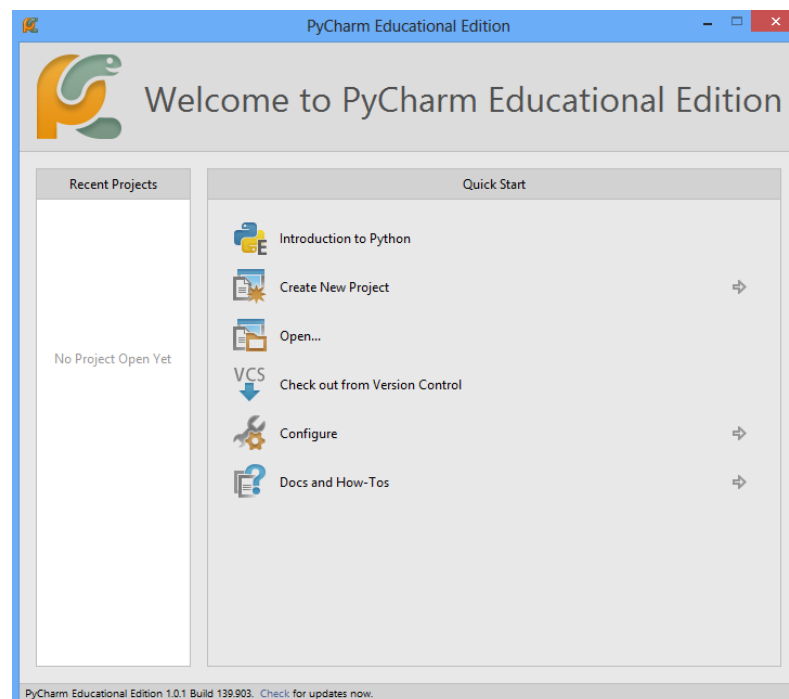 PyCharm Educational Edition
Welcome to PyCharm Educational Edition
Recent Projects
No Project Open Yet
Quick Start
Introduction to Python
Create New Project
Open...
VCS
Check out from Version Control
Configure
Docs and How-Tos
PyCharm Educational Edition 1.0.1 Build 139.903. Check for updates now.